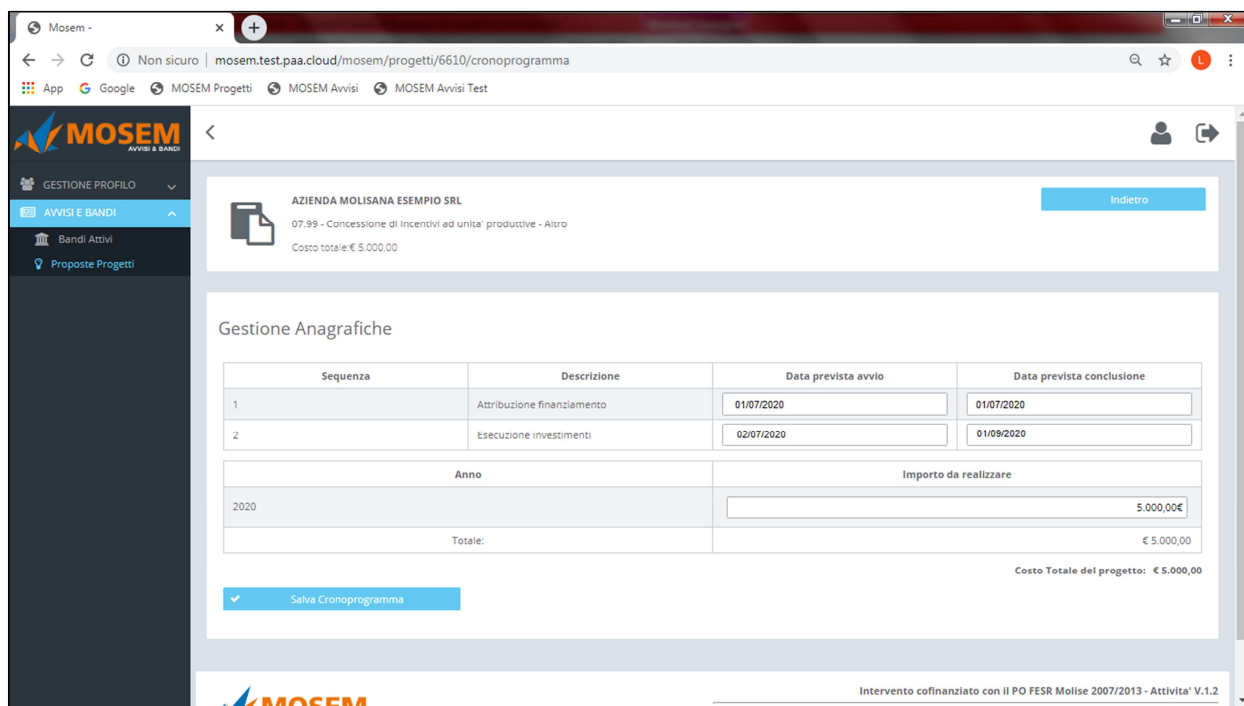 Mosem -
Non sicuro | mosem.test.paa.cloud/mosem/progetti/6610/cronoprogramma
L
App Google MOSEM Progetti MOSEM Avvisi MOSEM Avvisi Test
MOSEM
AVVISI & BANDI
GESTIONE PROFILO
AVVISI E BANDI
Bandi Attivi
Proposte Progetti
AZIENDA MOLISANA ESEMPIO SRL
07.99 - Concessione di incentivi ad unita' produttive - Altro
Costo totale:€ 5.000,00
Indietro
Gestione Anagrafiche
Sequenza Descrizione Data prevista avvio Data prevista conclusione
1 Attribuzione finanziamento 01/07/2020 01/07/2020
2 Esecuzione investimenti 02/07/2020 01/09/2020
Anno Importo da realizzare
2020 5.000,00€
Totale: € 5.000,00
Costo Totale del progetto: € 5.000,00
Salva Cronoprogramma
MOSEM
Intervento cofinanziato con il PO FESR Molise 2007/2013 - Attivita' V.1.2